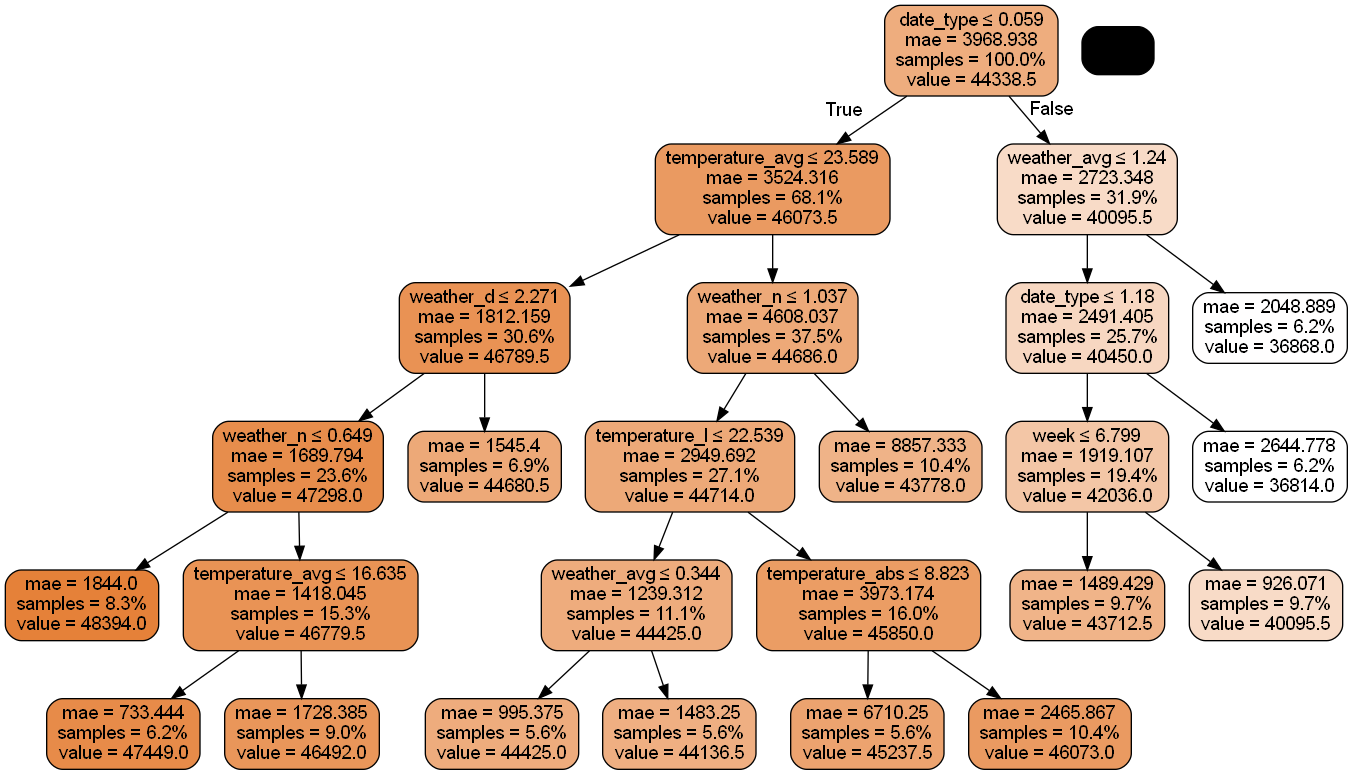 date_type ≤ 0.059
mae = 3968.938
samples = 100.0%
value = 44338.5
True
False
temperature_avg ≤ 23.589
mae = 3524.316
samples = 68.1%
value = 46073.5
weather_avg ≤ 1.24
mae = 2723.348
samples = 31.9%
value = 40095.5
weather_d ≤ 2.271
mae = 1812.159
samples = 30.6%
value = 46789.5
weather_n ≤ 1.037
mae = 4608.037
samples = 37.5%
value = 44686.0
date_type ≤ 1.18
mae = 2491.405
samples = 25.7%
value = 40450.0
mae = 2048.889
samples = 6.2%
value = 36868.0
weather_n ≤ 0.649
mae = 1689.794
samples = 23.6%
value = 47298.0
mae = 1545.4
samples = 6.9%
value = 44680.5
temperature_l ≤ 22.539
mae = 2949.692
samples = 27.1%
value = 44714.0
mae = 8857.333
samples = 10.4%
value = 43778.0
week ≤ 6.799
mae = 1919.107
samples = 19.4%
value = 42036.0
mae = 2644.778
samples = 6.2%
value = 36814.0
mae = 1844.0
samples = 8.3%
value = 48394.0
temperature_avg ≤ 16.635
mae = 1418.045
samples = 15.3%
value = 46779.5
weather_avg ≤ 0.344
mae = 1239.312
samples = 11.1%
value = 44425.0
temperature_abs ≤ 8.823
mae = 3973.174
samples = 16.0%
value = 45850.0
mae = 1489.429
samples = 9.7%
value = 43712.5
mae = 926.071
samples = 9.7%
value = 40095.5
mae = 733.444
samples = 6.2%
value = 47449.0
mae = 1728.385
samples = 9.0%
value = 46492.0
mae = 995.375
samples = 5.6%
value = 44425.0
mae = 1483.25
samples = 5.6%
value = 44136.5
mae = 6710.25
samples = 5.6%
value = 45237.5
mae = 2465.867
samples = 10.4%
value = 46073.0